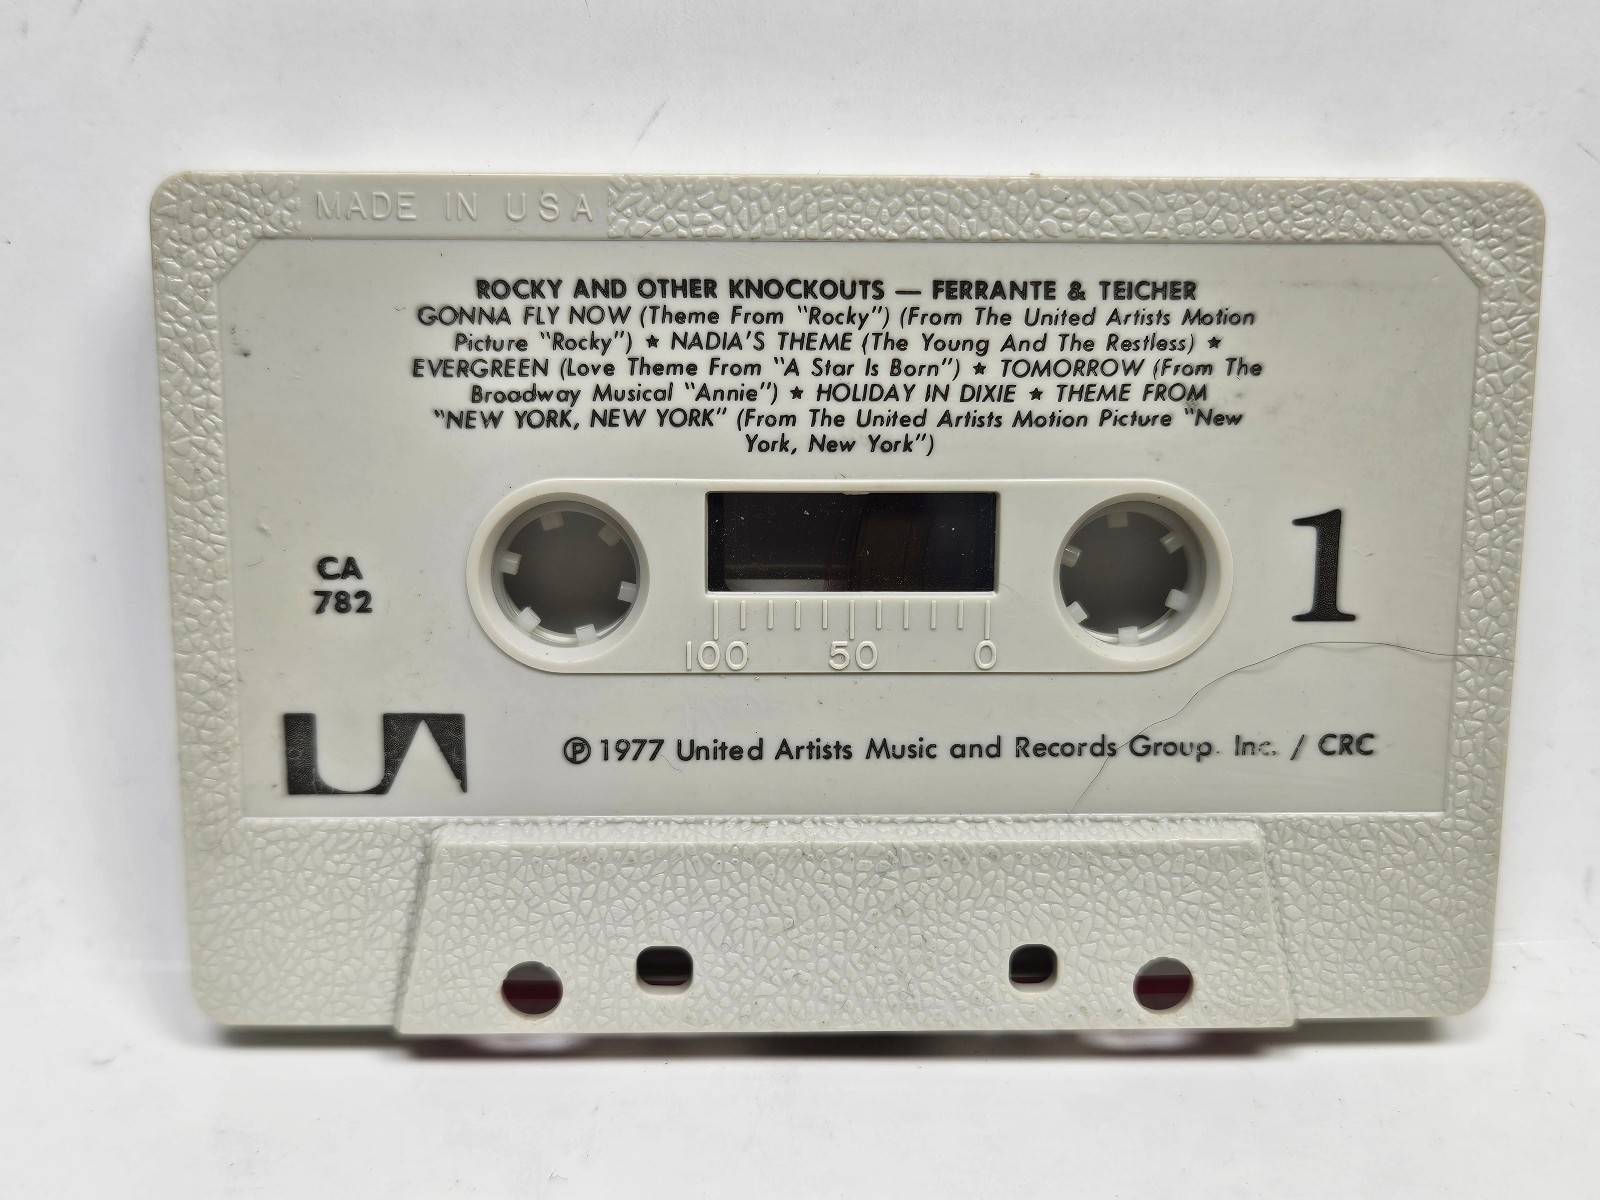 MADE IN USA
ROCKY AND OTHER KNOCKOUTS — FERRANTE & TEICHER
GONNA FLY NOW (Theme From "Rocky") (From The United Artists Motion
Picture "Rocky") ★ NADIA'S THEME (The Young And The Restless) ★
EVERGREEN (Love Theme From "A Star Is Born") ★ TOMORROW (From The
Broadway Musical "Annie") ★ HOLIDAY IN DIXIE ★ THEME FROM
"NEW YORK, NEW YORK" (From The United Artists Motion Picture "New
York, New York")
CA
782
1
100 50 0
UA
℗ 1977 United Artists Music and Records Group. Inc. / CRC